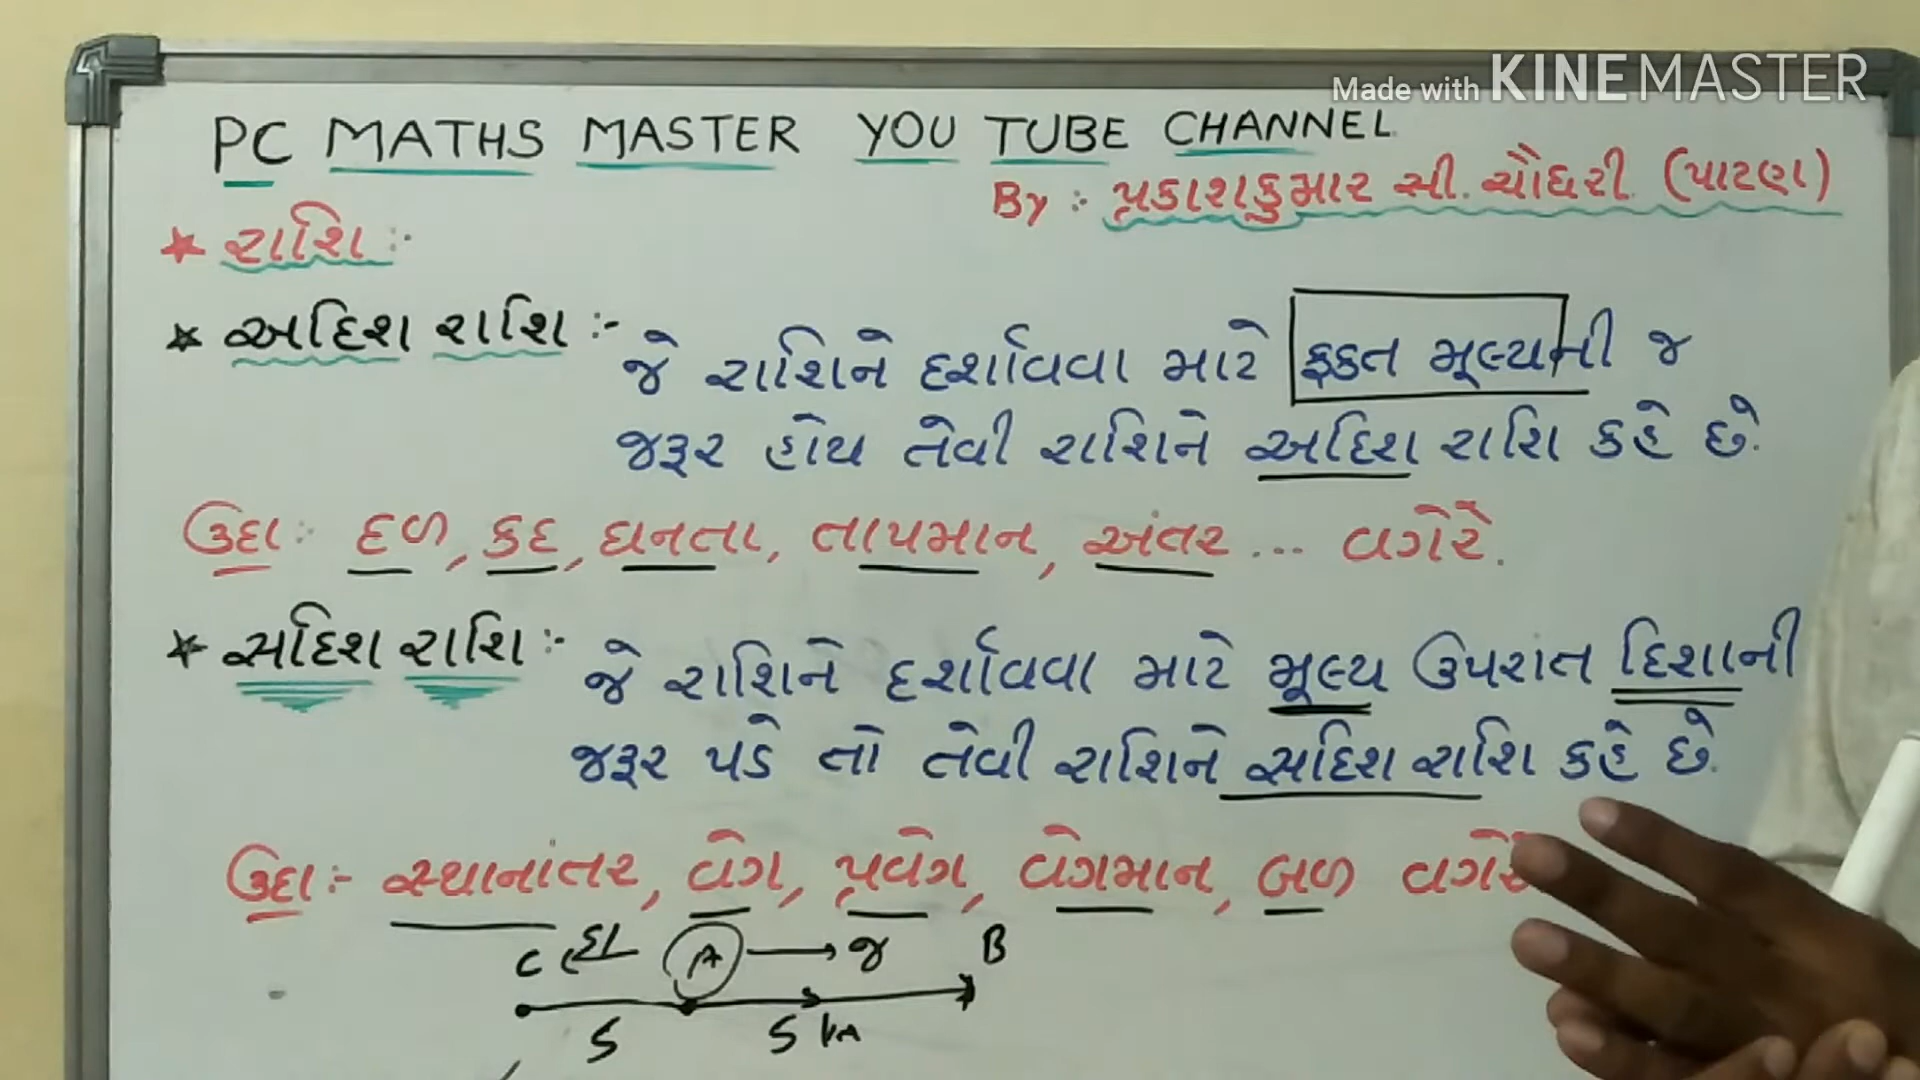 Made with KINEMASTER
PC MATHS MASTER YOU TUBE CHANNEL
By :- પ્રકાશકુમાર સી. ચૌધરી (પાટણ)
★ રાશિ :-
★ અદિશ રાશિ :- જે રાશિને દર્શાવવા માટે ફકત મૂલ્યની જ
જરૂર હોય તેવી રાશિને અદિશ રાશિ કહે છે.
ઉદા :- દળ, કદ, ઘનતા, તાપમાન, અંતર ... વગેરે.
★ સદિશ રાશિ :- જે રાશિને દર્શાવવા માટે મૂલ્ય ઉપરાંત દિશાની
જરૂર પડે તો તેવી રાશિને સદિશ રાશિ કહે છે.
ઉદા :- સ્થાનાંતર, વેગ, પ્રવેગ, વેગમાન, બળ વગેરે
C A B
5 5